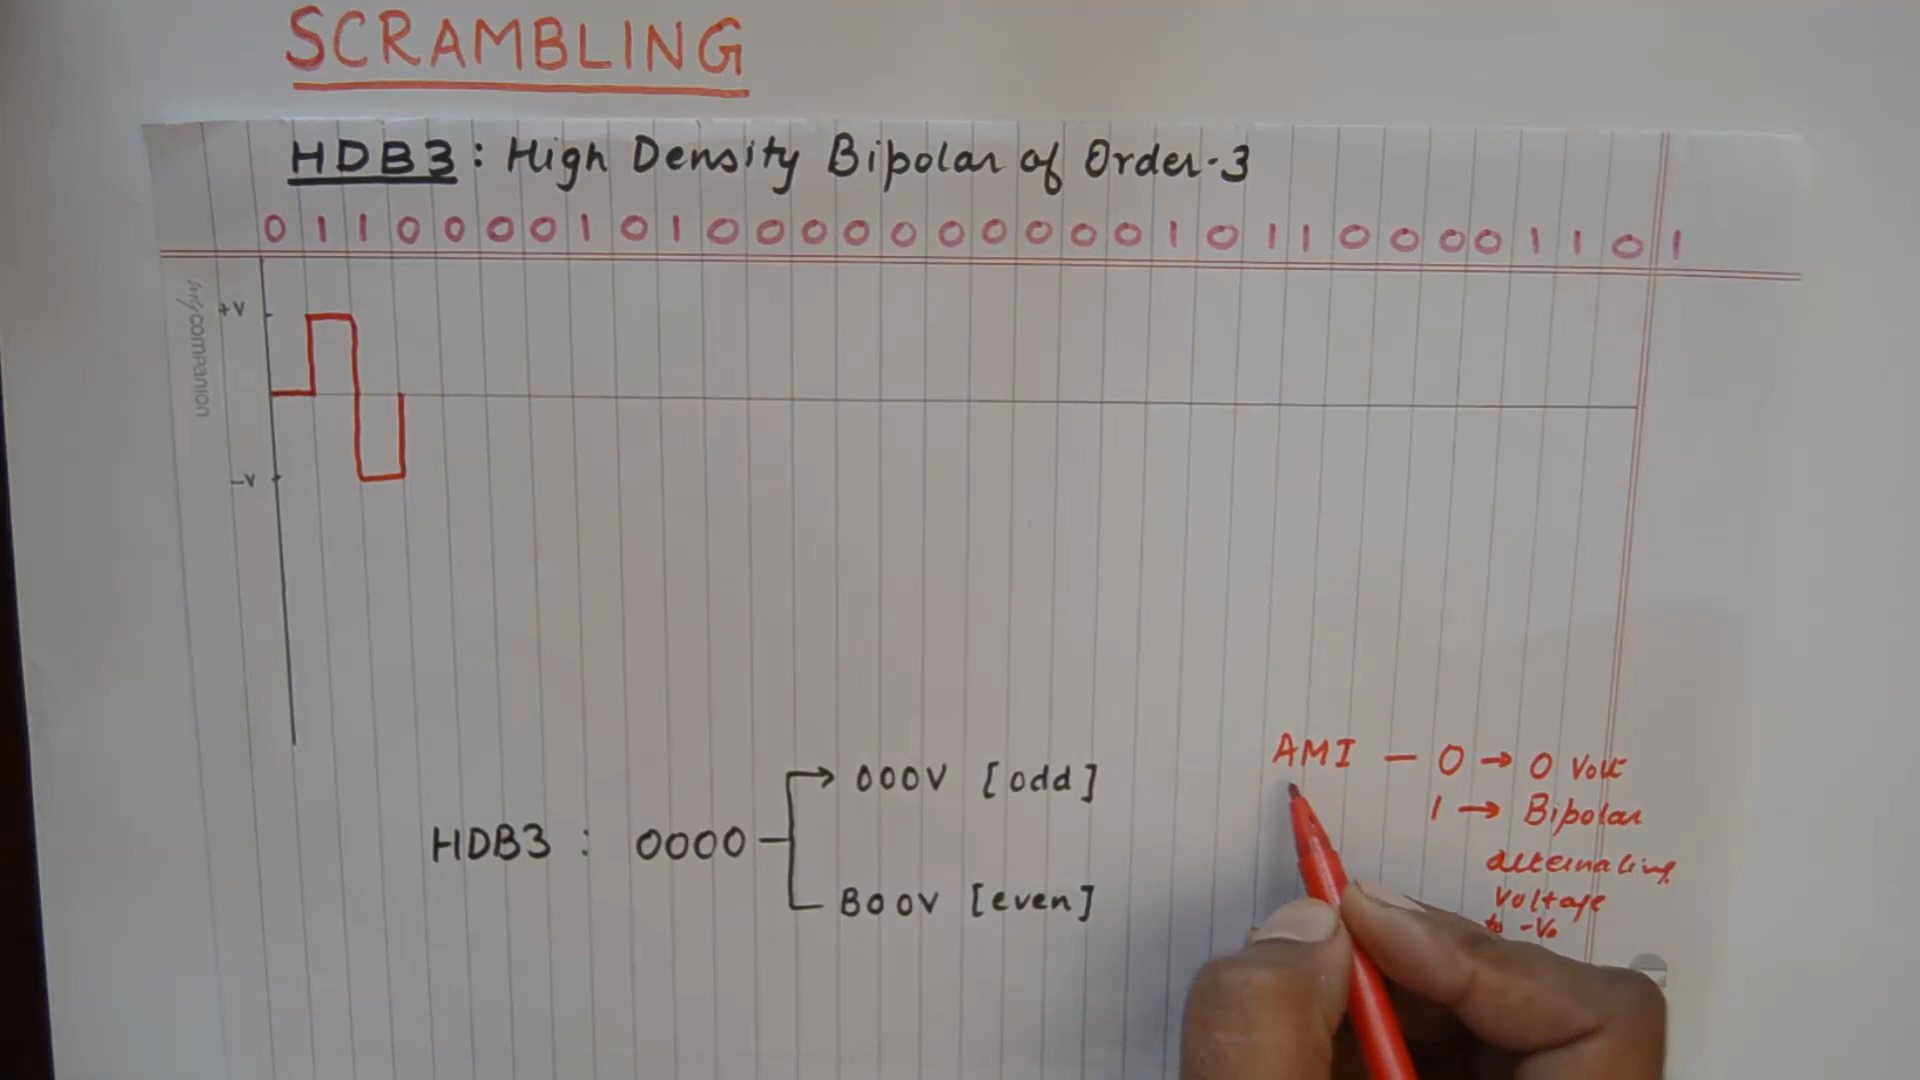 SCRAMBLING
HDB3 : High Density Bipolar of Order-3
0 1 1 0 0 0 0 1 0 1 0 0 0 0 0 0 0 0 0 0 1 0 1 1 0 0 0 0 1 1 0 1
+V
companion
-V
AMI - 0 → 0 Volt
000V [odd]
1 → Bipolar
HDB3 : 0000
alternating
B00V [even]
voltage
to -V